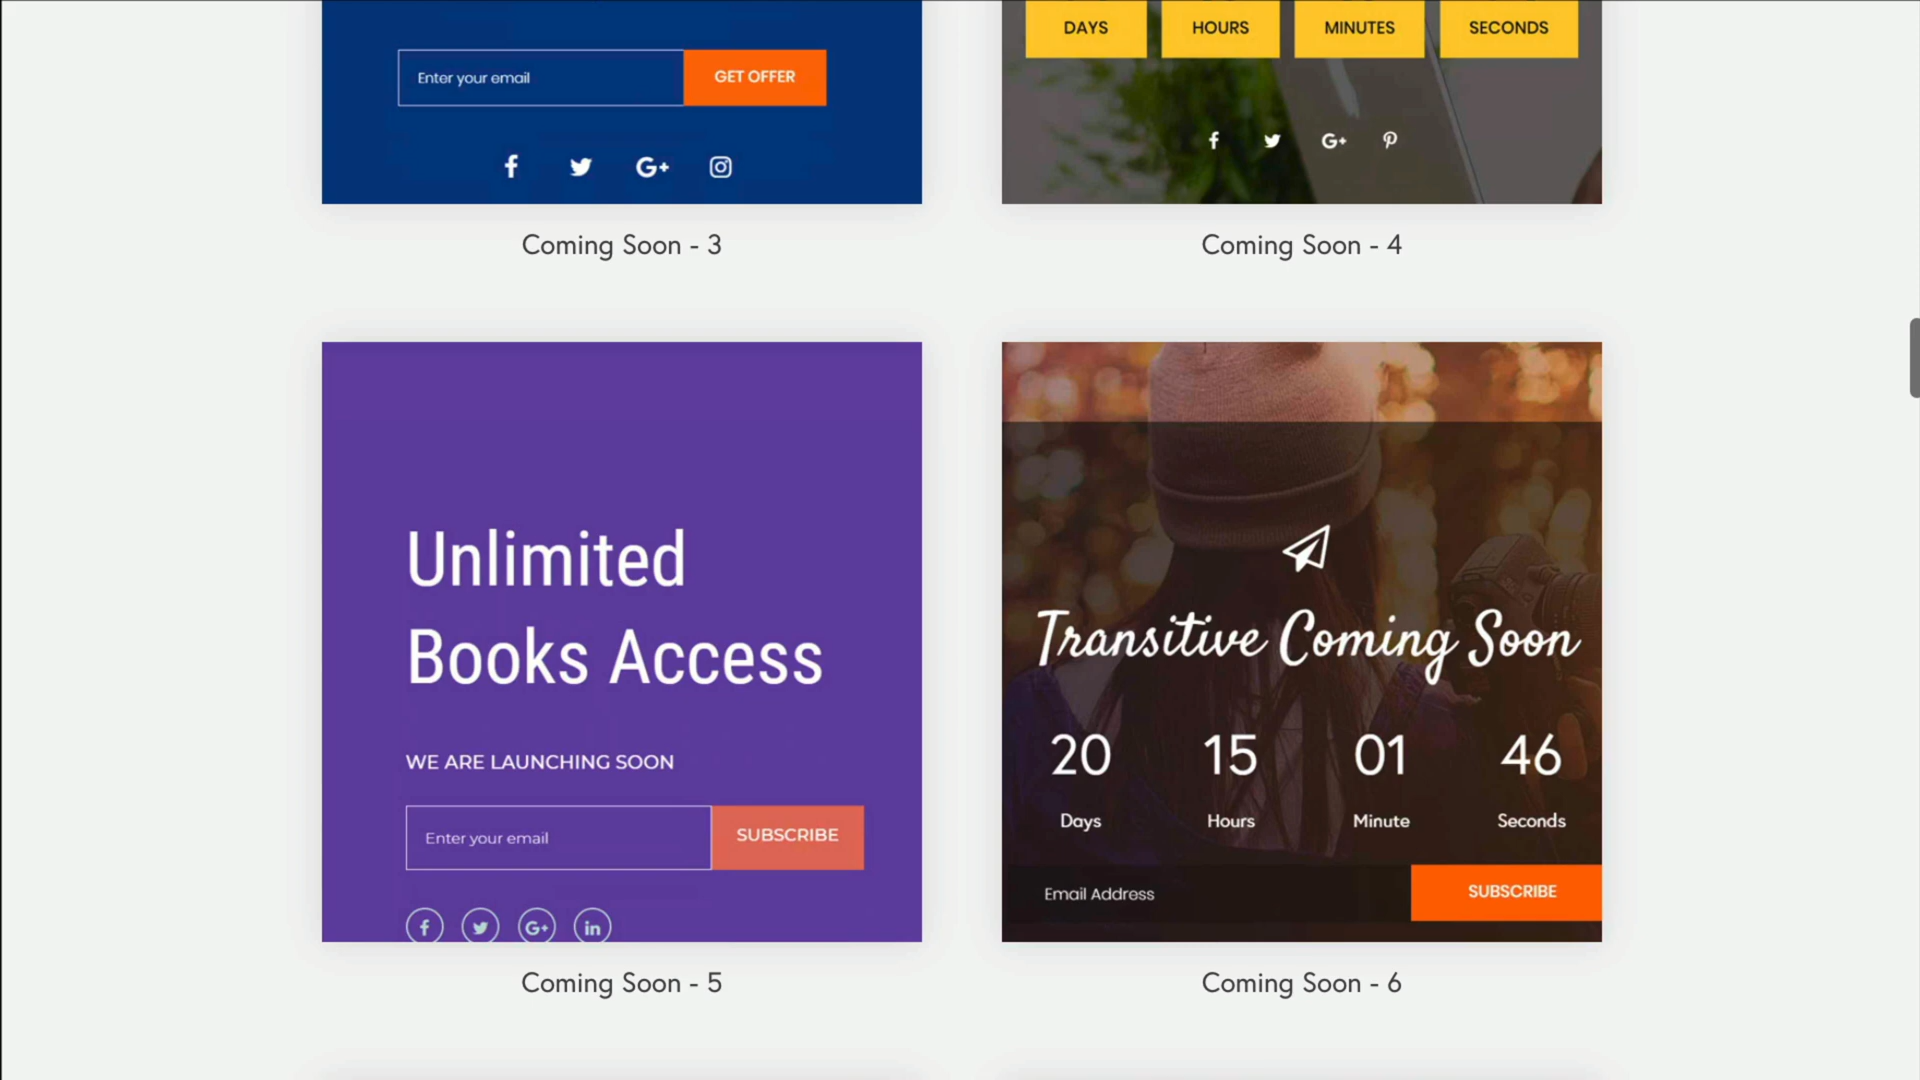 Enter your email
GET OFFER
Coming Soon - 3
DAYS
HOURS
MINUTES
SECONDS
Coming Soon - 4
Unlimited
Books Access
WE ARE LAUNCHING SOON
Enter your email
SUBSCRIBE
Coming Soon - 5
Transitive Coming Soon
20 15 01 46
Days Hours Minute Seconds
Email Address
SUBSCRIBE
Coming Soon - 6